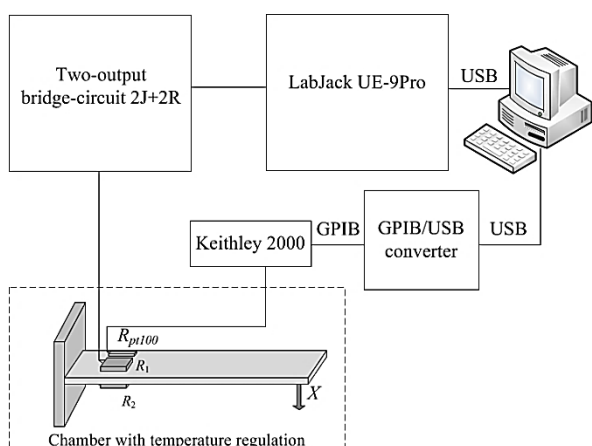 Two-output
bridge-circuit 2J+2R
LabJack UE-9Pro
USB
Keithley 2000
GPIB
GPIB/USB
converter
USB
Rpt100
R1
R2
X
Chamber with temperature regulation